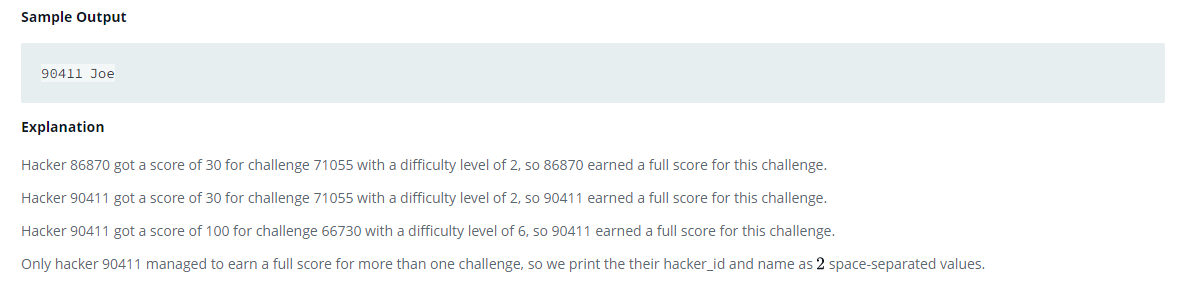 Sample Output
90411 Joe
Explanation
Hacker 86870 got a score of 30 for challenge 71055 with a difficulty level of 2, so 86870 earned a full score for this challenge.
Hacker 90411 got a score of 30 for challenge 71055 with a difficulty level of 2, so 90411 earned a full score for this challenge.
Hacker 90411 got a score of 100 for challenge 66730 with a difficulty level of 6, so 90411 earned a full score for this challenge.
Only hacker 90411 managed to earn a full score for more than one challenge, so we print the their hacker_id and name as 2 space-separated values.